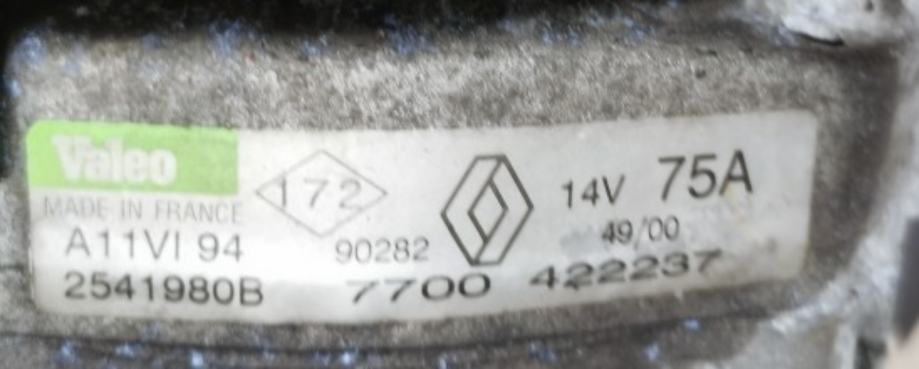 Valeo
MADE IN FRANCE
172
14V 75A
A11VI 94
90282
49/00
2541980B
7700 422237